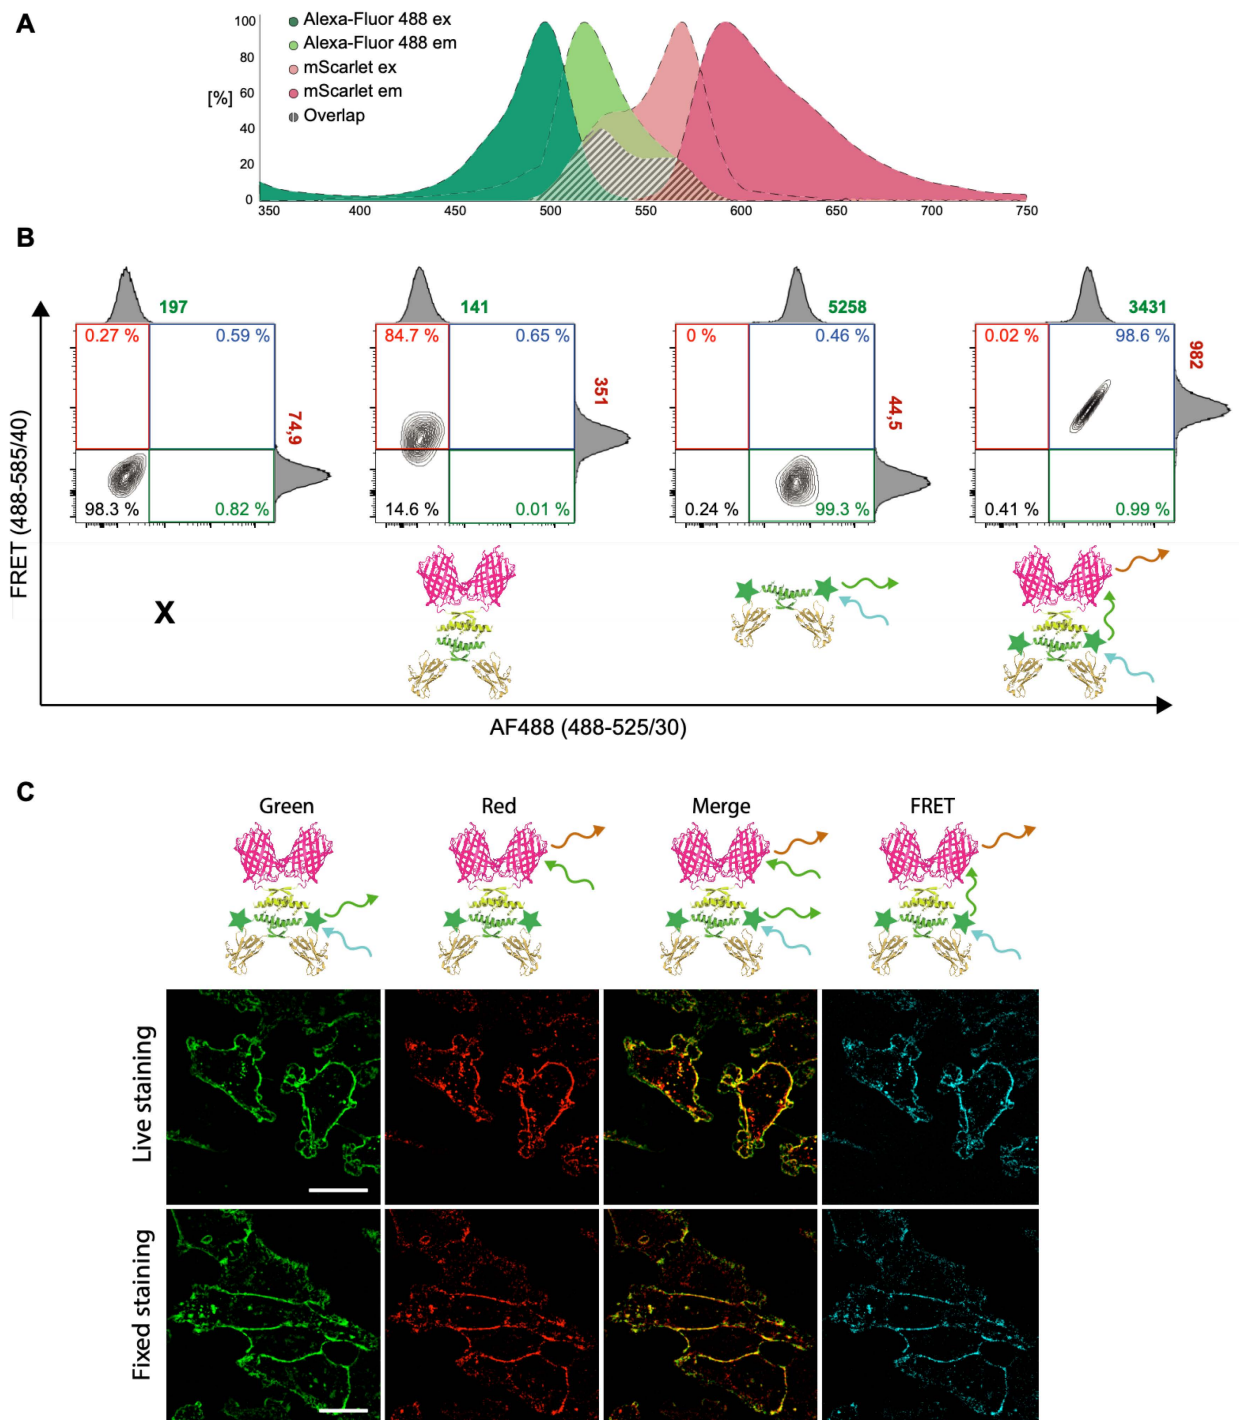 A
Alexa-Fluor 488 ex
Alexa-Fluor 488 em
mScarlet ex
mScarlet em
Overlap
[%]
100
80
60
40
20
0
350 400 450 500 550 600 650 700 750
B
FRET (488-585/40)
197
0.27 % 0.59 %
74,9
98.3 % 0.82 %
141
84.7 % 0.65 %
351
14.6 % 0.01 %
5258
0 % 0.46 %
44,5
0.24 % 99.3 %
3431
0.02 % 98.6 %
982
0.41 % 0.99 %
X
AF488 (488-525/30)
C
Green Red Merge FRET
Live staining
Fixed staining